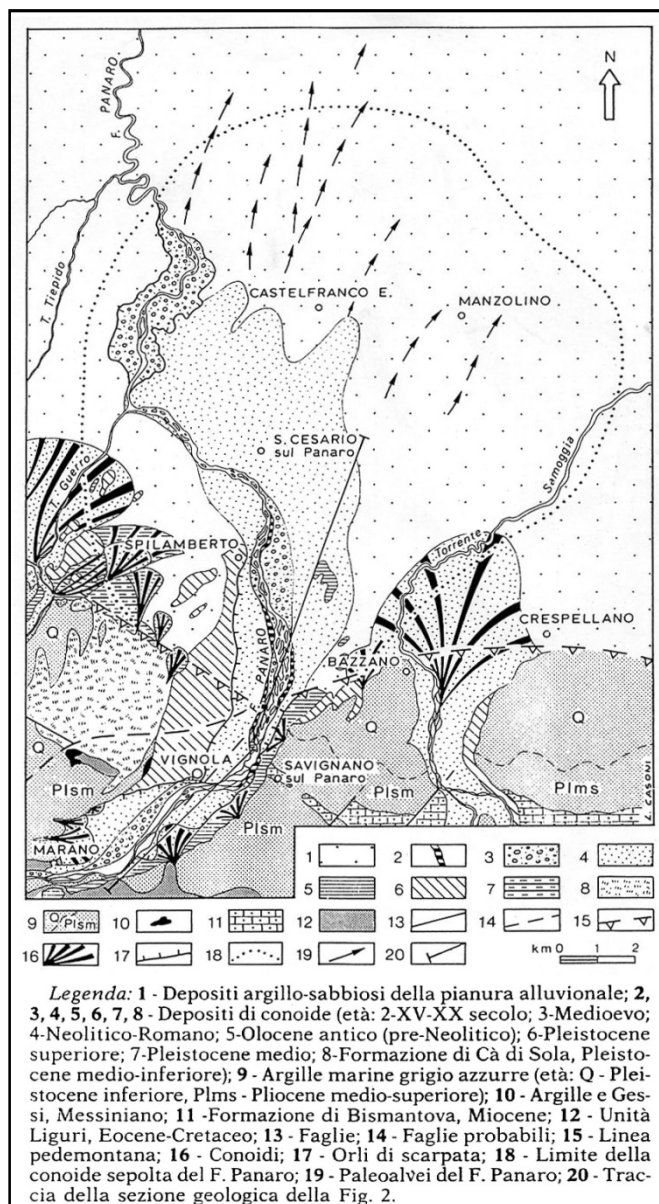 F. PANARO
N
T. Tiepido
CASTELFRANCO E.
MANZOLINO
S. CESARIO
sul Panaro
Samoggia
T. Guerro
Torrente
SPILAMBERTO
CRESPELLANO
Q
PANARO
F.
BAZZANO
Q
Q
Q
VIGNOLA
SAVIGNANO
sul Panaro
Plsm
Plms
Plsm
Plsm
MARANO
L. CASONI
1 2 3 4
5 6 7 8
9 Q Plsm 10 11 12 13 14 15
16 17 18 19 20 km 0 1 2
Legenda: 1 - Depositi argillo-sabbiosi della pianura alluvionale; 2,
3, 4, 5, 6, 7, 8 - Depositi di conoide (età: 2-XV-XX secolo; 3-Medioevo;
4-Neolitico-Romano; 5-Olocene antico (pre-Neolitico); 6-Pleistocene
superiore; 7-Pleistocene medio; 8-Formazione di Cà di Sola, Pleisto-
cene medio-inferiore); 9 - Argille marine grigio azzurre (età: Q - Plei-
stocene inferiore, Plms - Pliocene medio-superiore); 10 - Argille e Ges-
si, Messiniano; 11 -Formazione di Bismantova, Miocene; 12 - Unità
Liguri, Eocene-Cretaceo; 13 - Faglie; 14 - Faglie probabili; 15 - Linea
pedemontana; 16 - Conoidi; 17 - Orli di scarpata; 18 - Limite della
conoide sepolta del F. Panaro; 19 - Paleoalvei del F. Panaro; 20 - Trac-
cia della sezione geologica della Fig. 2.